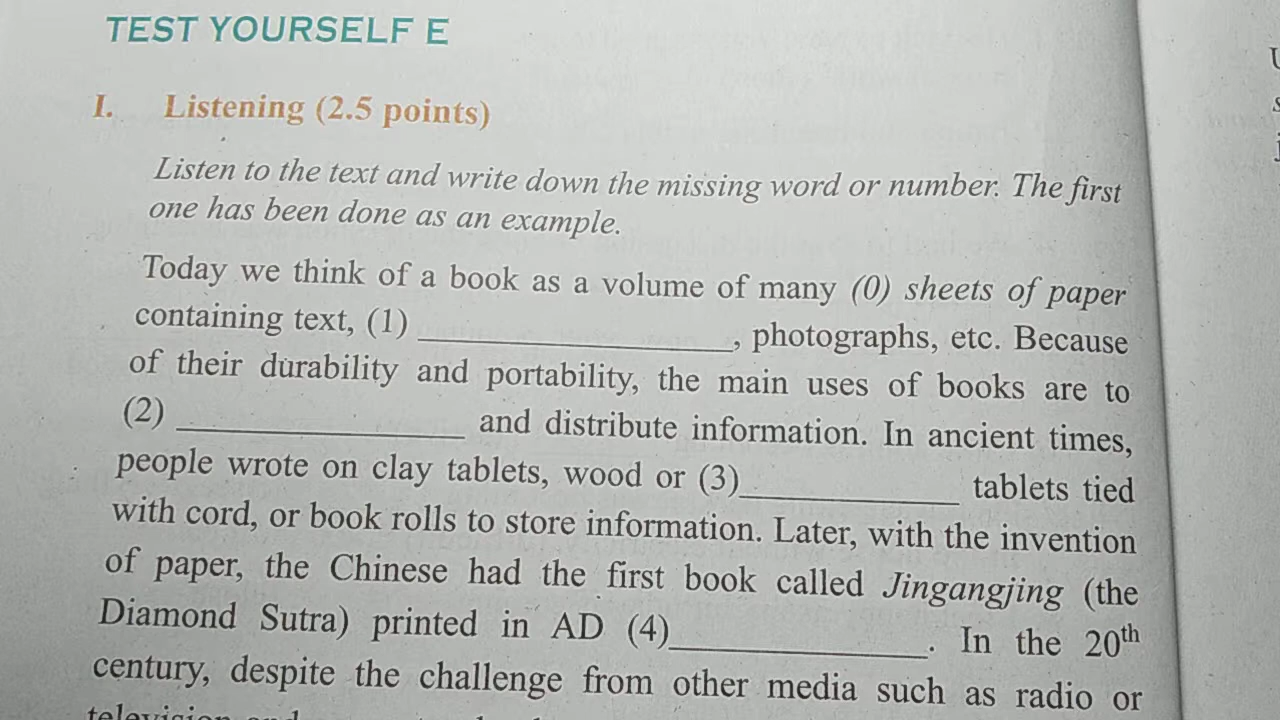 TEST YOURSELF E
I. Listening (2.5 points)
Listen to the text and write down the missing word or number. The first
one has been done as an example.
Today we think of a book as a volume of many (0) sheets of paper
containing text, (1) ____________, photographs, etc. Because
of their durability and portability, the main uses of books are to
(2) ____________ and distribute information. In ancient times,
people wrote on clay tablets, wood or (3)____________ tablets tied
with cord, or book rolls to store information. Later, with the invention
of paper, the Chinese had the first book called Jingangjing (the
Diamond Sutra) printed in AD (4)____________. In the 20th
century, despite the challenge from other media such as radio or
television and